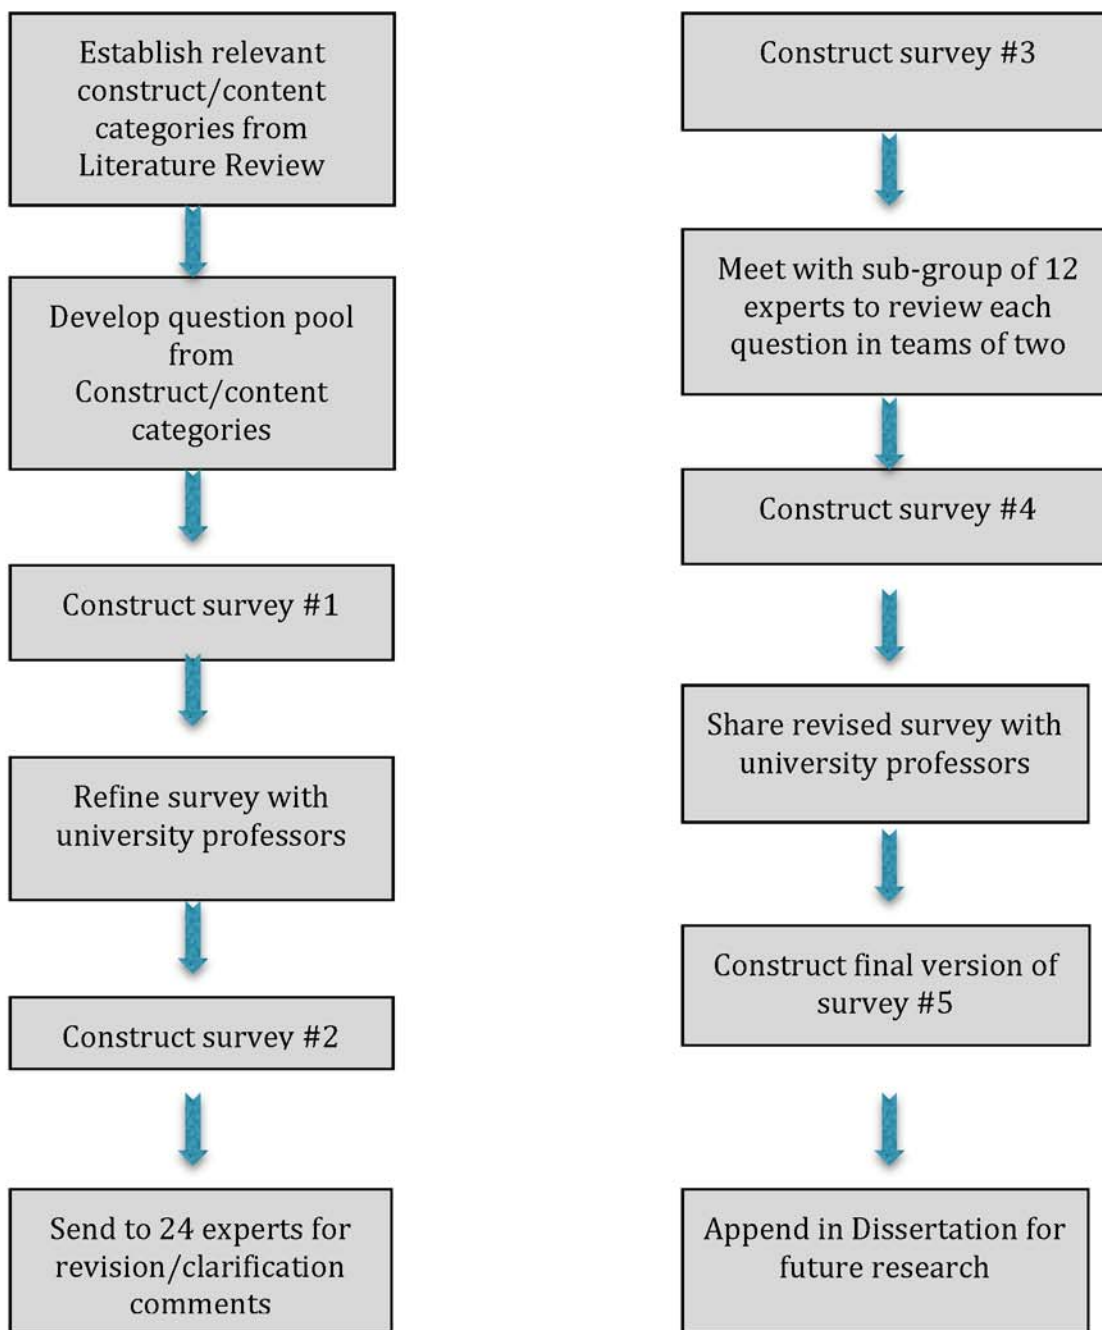 Establish relevant
construct/content
categories from
Literature Review
Develop question pool
from
Construct/content
categories
Construct survey #1
Refine survey with
university professors
Construct survey #2
Send to 24 experts for
revision/clarification
comments
Construct survey #3
Meet with sub-group of 12
experts to review each
question in teams of two
Construct survey #4
Share revised survey with
university professors
Construct final version of
survey #5
Append in Dissertation for
future research